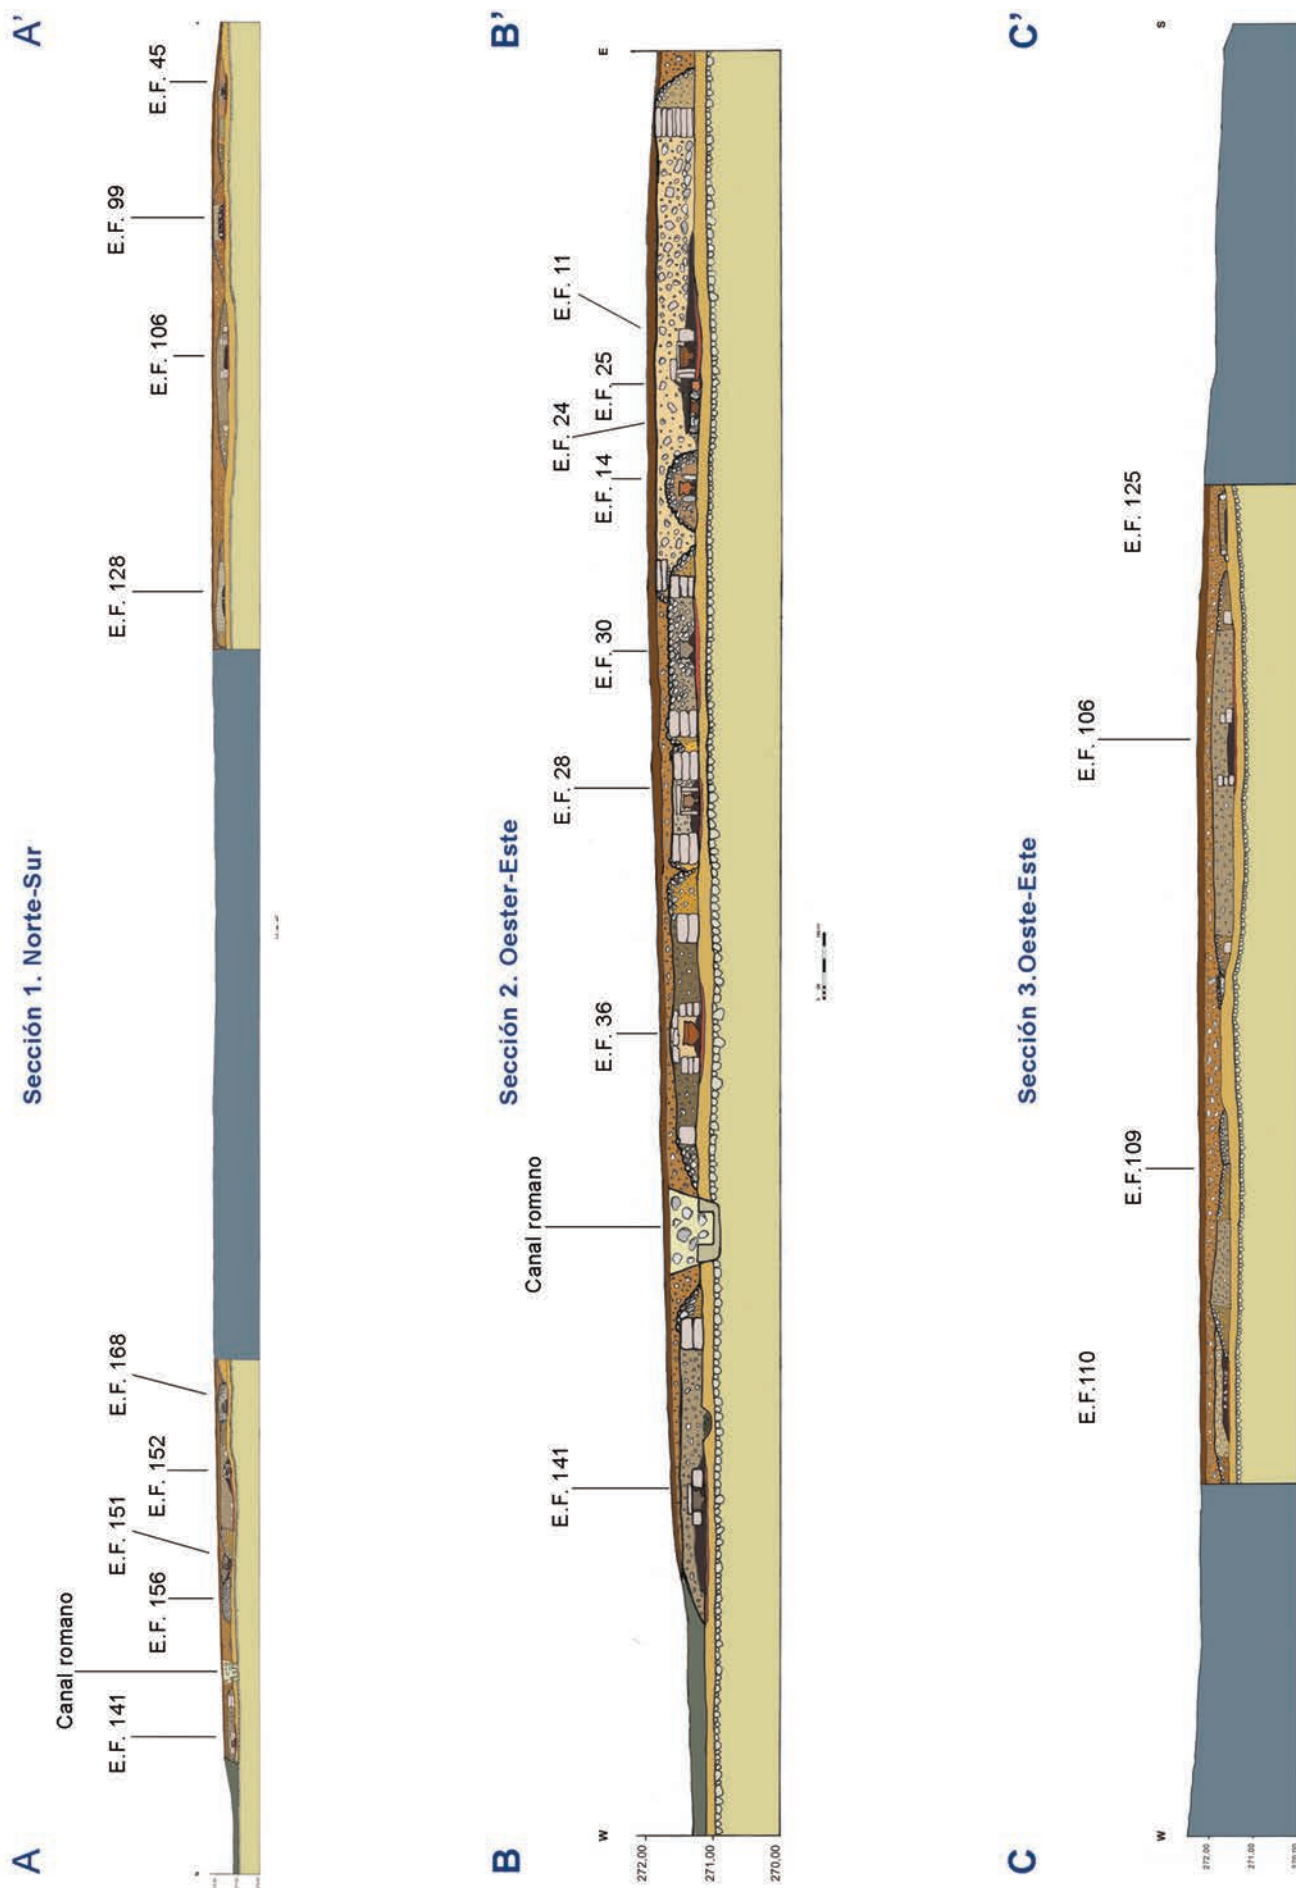 Sección 1. Norte-Sur
A
A'
E.F. 141
Canal romano
E.F. 156
E.F. 151
E.F. 152
E.F. 168
E.F. 128
E.F. 106
E.F. 99
E.F. 45
Sección 2. Oester-Este
B
B'
W
E
272,00
271,00
270,00
E.F. 141
Canal romano
E.F. 36
E.F. 28
E.F. 30
E.F. 14
E.F. 24
E.F. 25
E.F. 11
Sección 3.Oeste-Este
C
C'
W
S
272,00
271,00
270,00
E.F.110
E.F.109
E.F. 106
E.F. 125